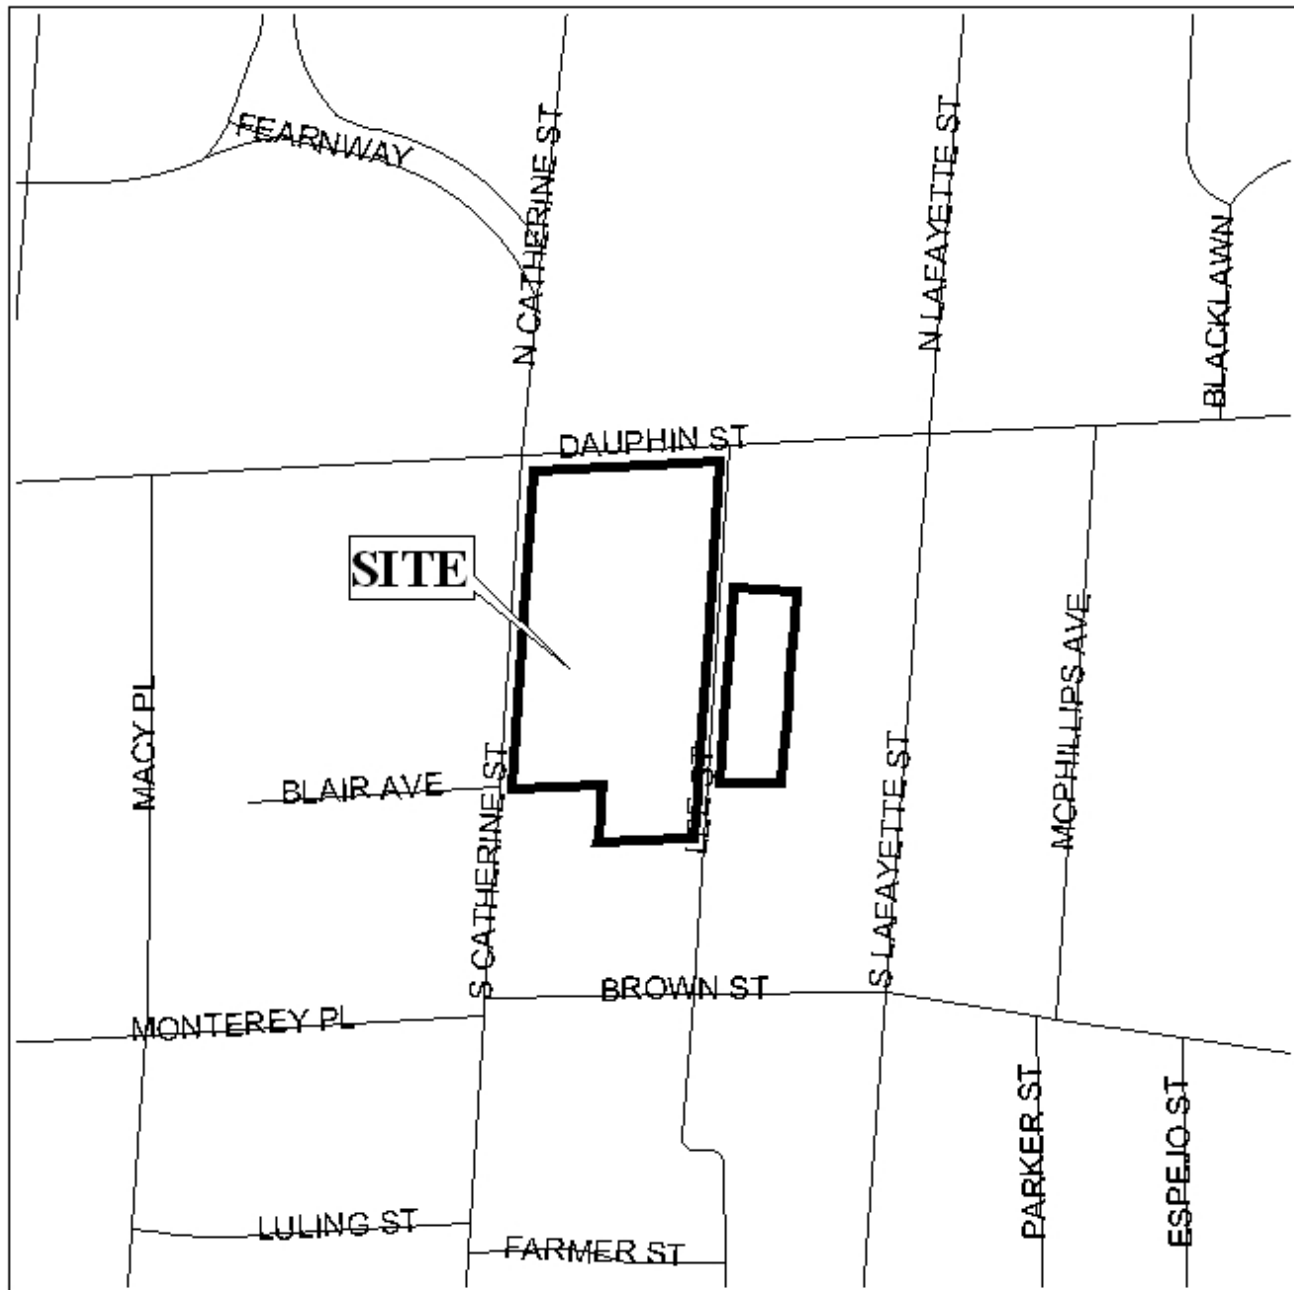 FEARNWAY
N CATHERINE ST
N LAFAYETTE ST
BLACKLAWN
DAUPHIN ST
SITE
MACY PL
BLAIR AVE
S CATHERINE ST
S LAFAYETTE ST
MCPHILLIPS AVE
BROWN ST
MONTEREY PL
PARKER ST
ESPEJO ST
LULING ST
FARMER ST